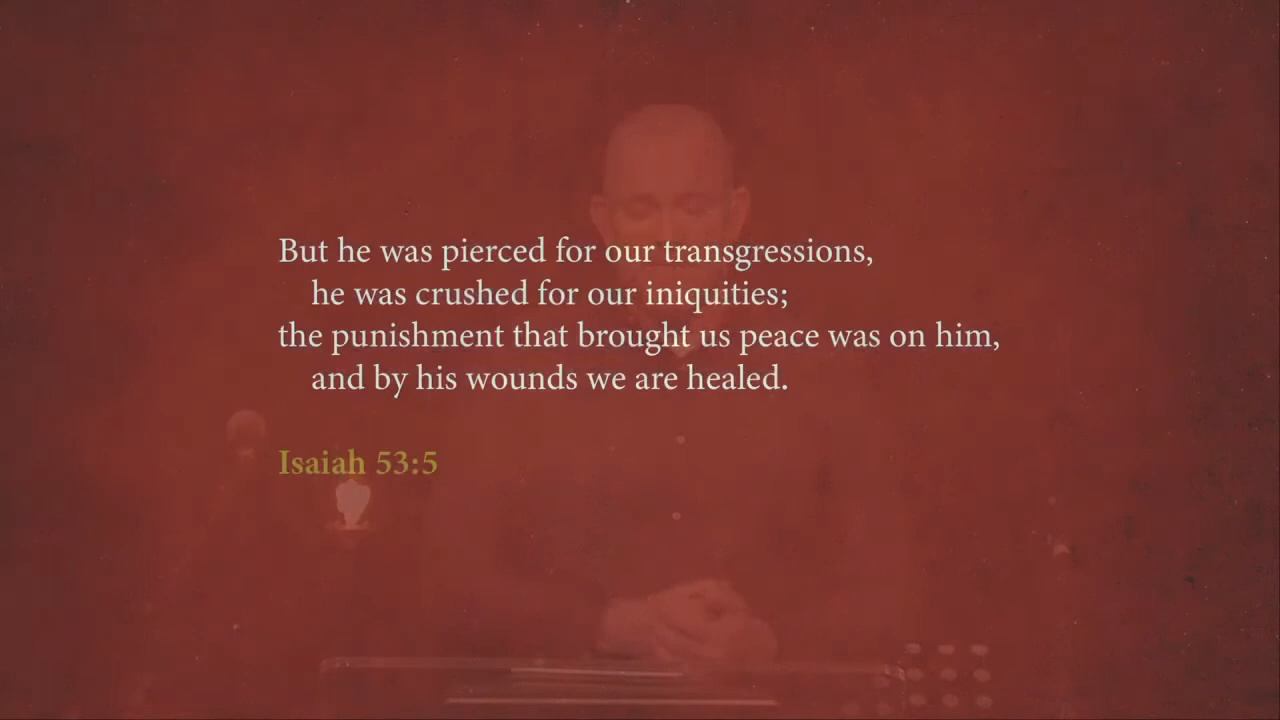 But he was pierced for our transgressions,
he was crushed for our iniquities;
the punishment that brought us peace was on him,
and by his wounds we are healed.
Isaiah 53:5